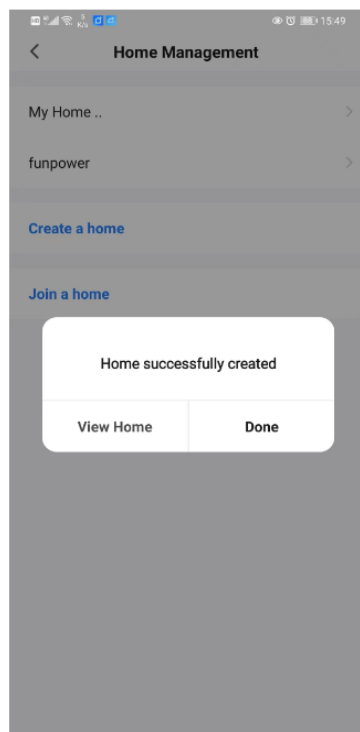 15:49
Home Management
My Home ..
funpower
Create a home
Join a home
Home successfully created
View Home
Done